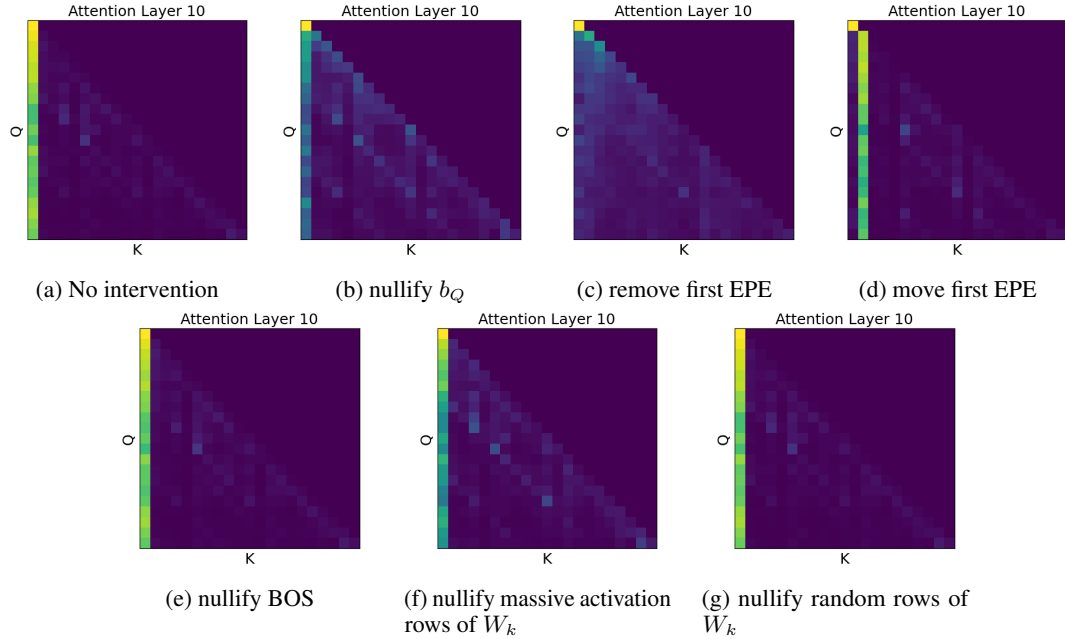 Attention Layer 10 Attention Layer 10 Attention Layer 10 Attention Layer 10
Q Q Q Q
K K K K
(a) No intervention (b) nullify $b_Q$ (c) remove first EPE (d) move first EPE
Attention Layer 10 Attention Layer 10 Attention Layer 10
Q Q Q
K K K
(e) nullify BOS (f) nullify massive activation (g) nullify random rows of
rows of $W_k$ $W_k$